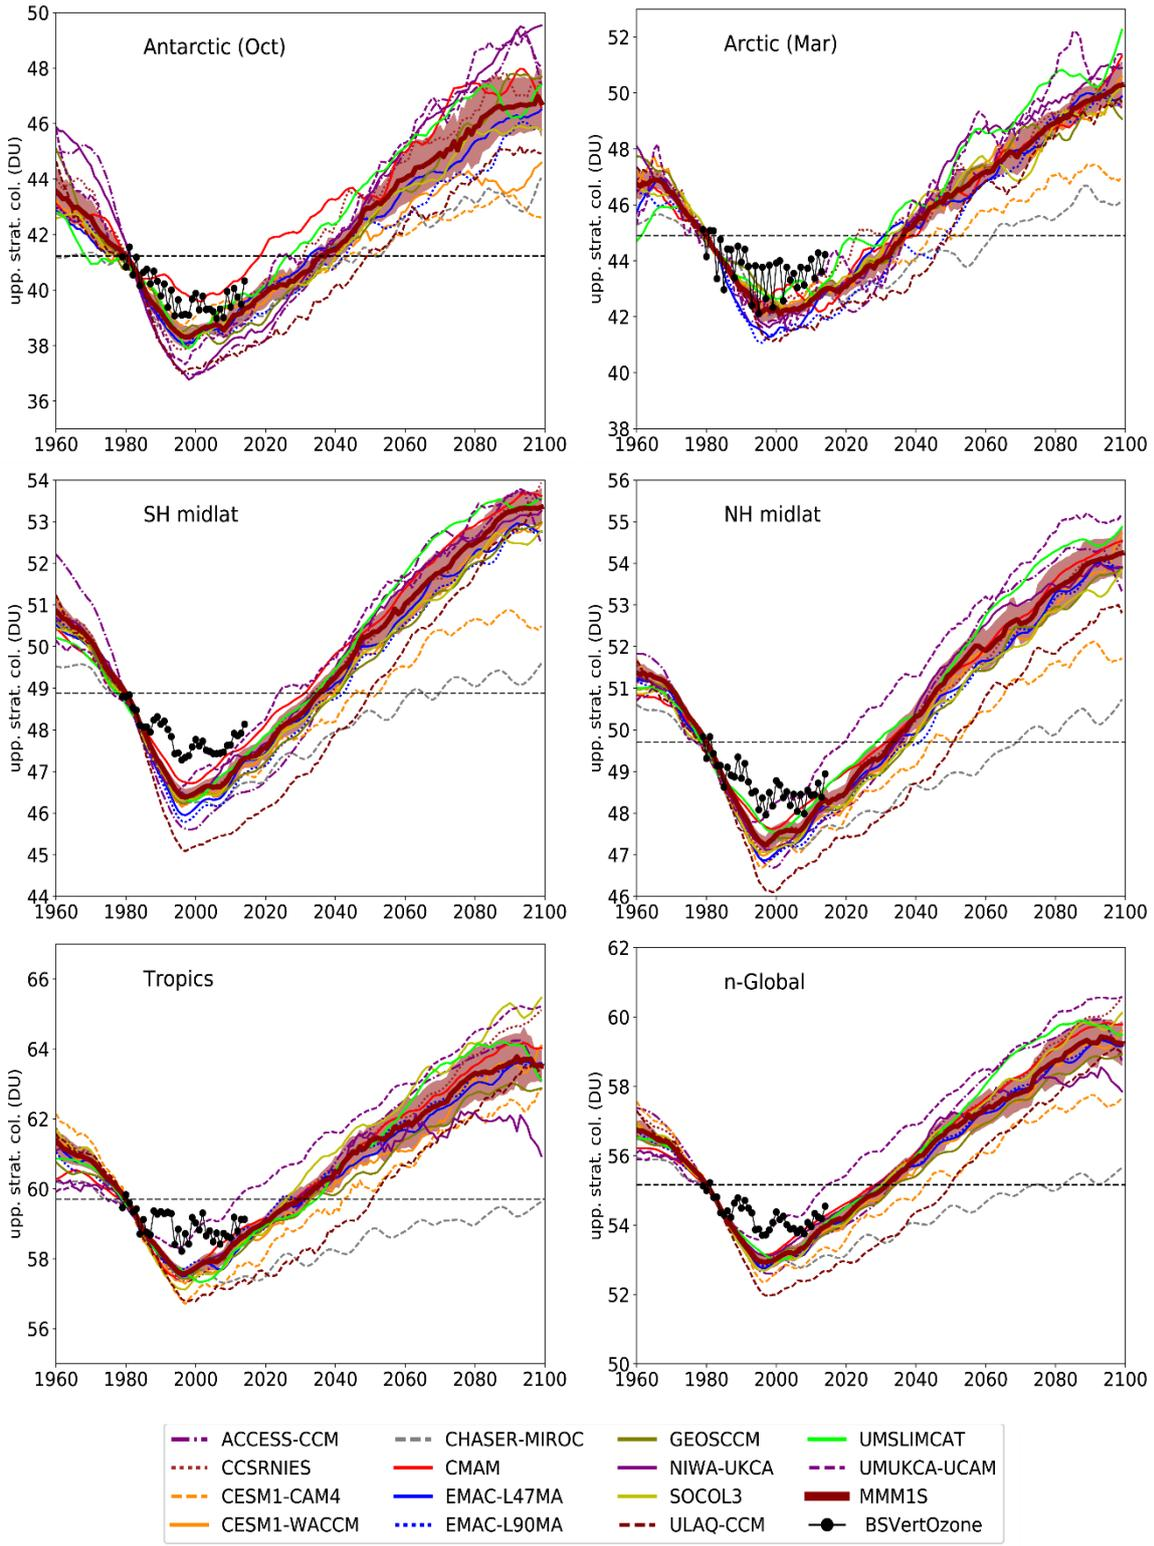 Antarctic (Oct)
upp. strat. col. (DU)
50
48
46
44
42
40
38
36
1960 1980 2000 2020 2040 2060 2080 2100
Arctic (Mar)
upp. strat. col. (DU)
52
50
48
46
44
42
40
38
1960 1980 2000 2020 2040 2060 2080 2100
SH midlat
upp. strat. col. (DU)
54
53
52
51
50
49
48
47
46
45
44
1960 1980 2000 2020 2040 2060 2080 2100
NH midlat
upp. strat. col. (DU)
56
55
54
53
52
51
50
49
48
47
46
1960 1980 2000 2020 2040 2060 2080 2100
Tropics
upp. strat. col. (DU)
66
64
62
60
58
56
1960 1980 2000 2020 2040 2060 2080 2100
n-Global
upp. strat. col. (DU)
62
60
58
56
54
52
50
1960 1980 2000 2020 2040 2060 2080 2100
ACCESS-CCM CHASER-MIROC GEOSCCM UMSLIMCAT
CCSRNIES CMAM NIWA-UKCA UMUKCA-UCAM
CESM1-CAM4 EMAC-L47MA SOCOL3 MMM1S
CESM1-WACCM EMAC-L90MA ULAQ-CCM BSVertOzone